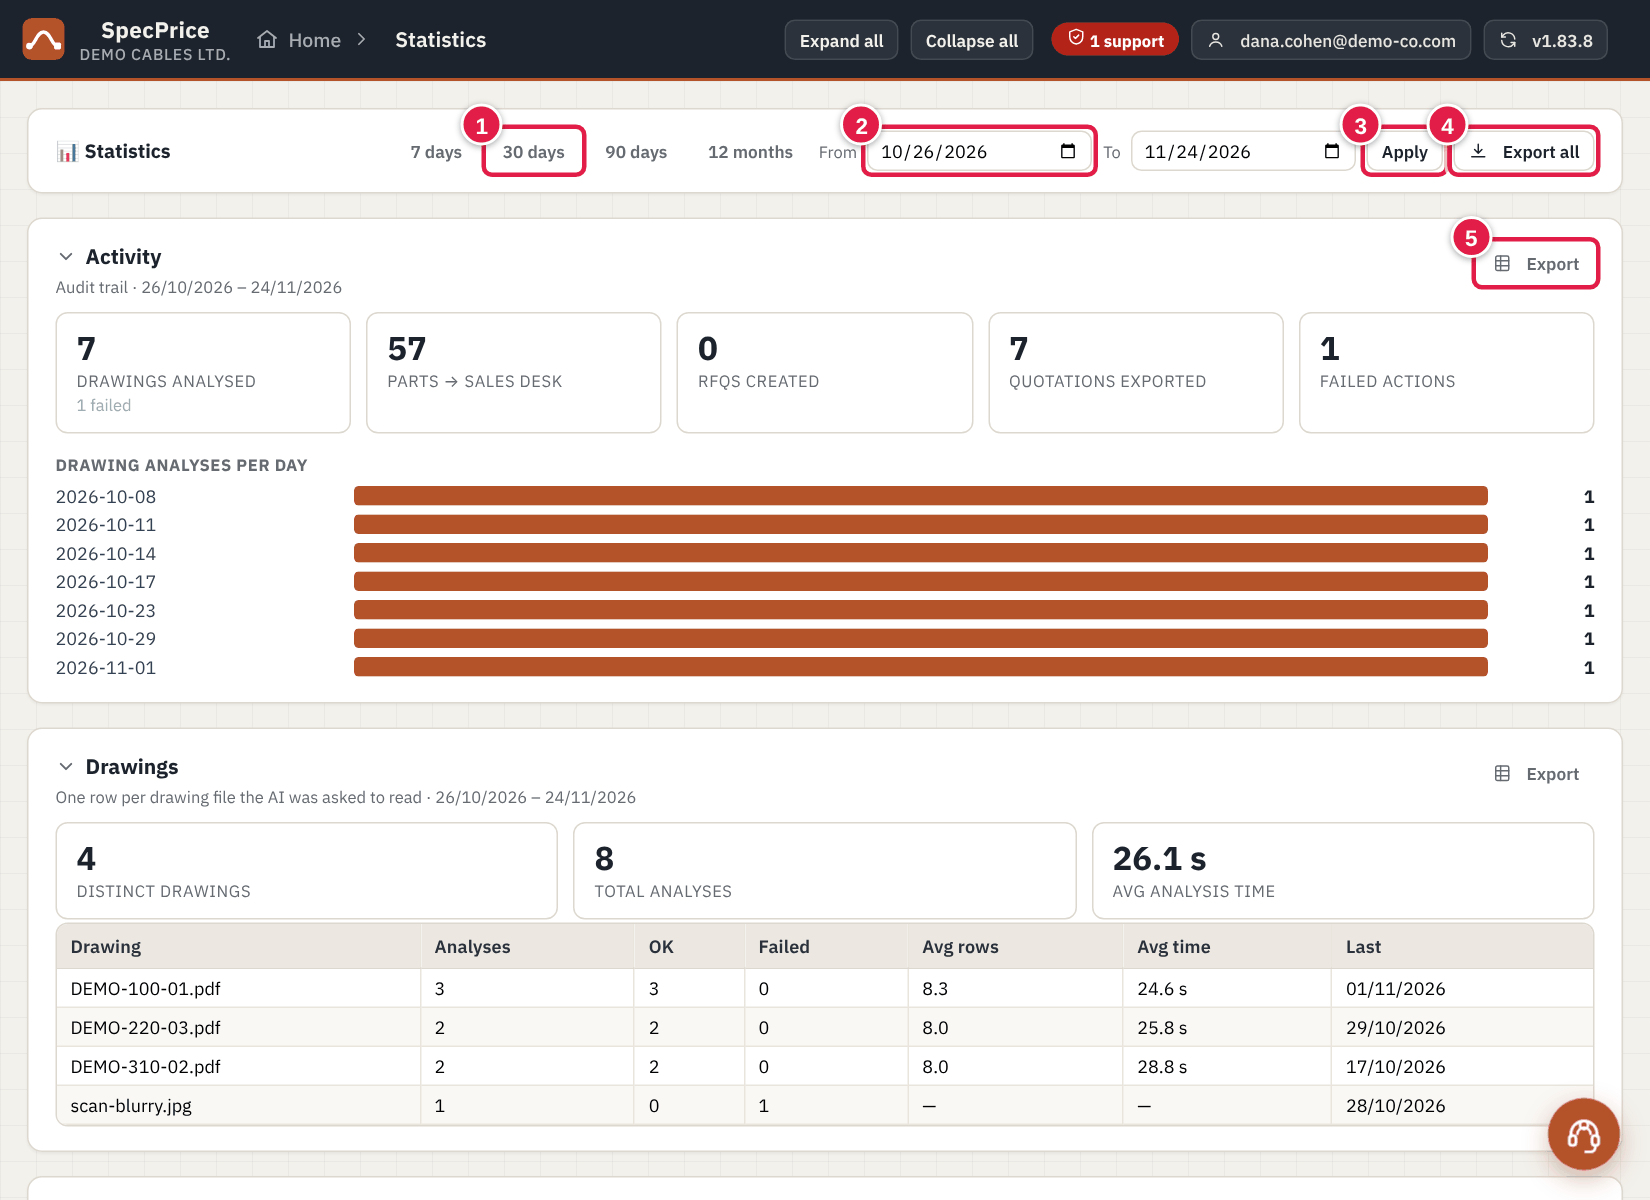 SpecPrice
DEMO CABLES LTD.
Home
Statistics
Expand all
Collapse all
1 support
dana.cohen@demo-co.com
v1.83.8
Statistics
7 days
1
30 days
90 days
12 months
From
2
10/26/2026
To
11/24/2026
3
Apply
4
Export all
Activity
Audit trail · 26/10/2026 – 24/11/2026
5
Export
7
DRAWINGS ANALYSED
1 failed
57
PARTS → SALES DESK
0
RFQS CREATED
7
QUOTATIONS EXPORTED
1
FAILED ACTIONS
DRAWING ANALYSES PER DAY
2026-10-08 1
2026-10-11 1
2026-10-14 1
2026-10-17 1
2026-10-23 1
2026-10-29 1
2026-11-01 1
Drawings
One row per drawing file the AI was asked to read · 26/10/2026 – 24/11/2026
Export
4
DISTINCT DRAWINGS
8
TOTAL ANALYSES
26.1 s
AVG ANALYSIS TIME
Drawing Analyses OK Failed Avg rows Avg time Last
DEMO-100-01.pdf 3 3 0 8.3 24.6 s 01/11/2026
DEMO-220-03.pdf 2 2 0 8.0 25.8 s 29/10/2026
DEMO-310-02.pdf 2 2 0 8.0 28.8 s 17/10/2026
scan-blurry.jpg 1 0 1 — — 28/10/2026